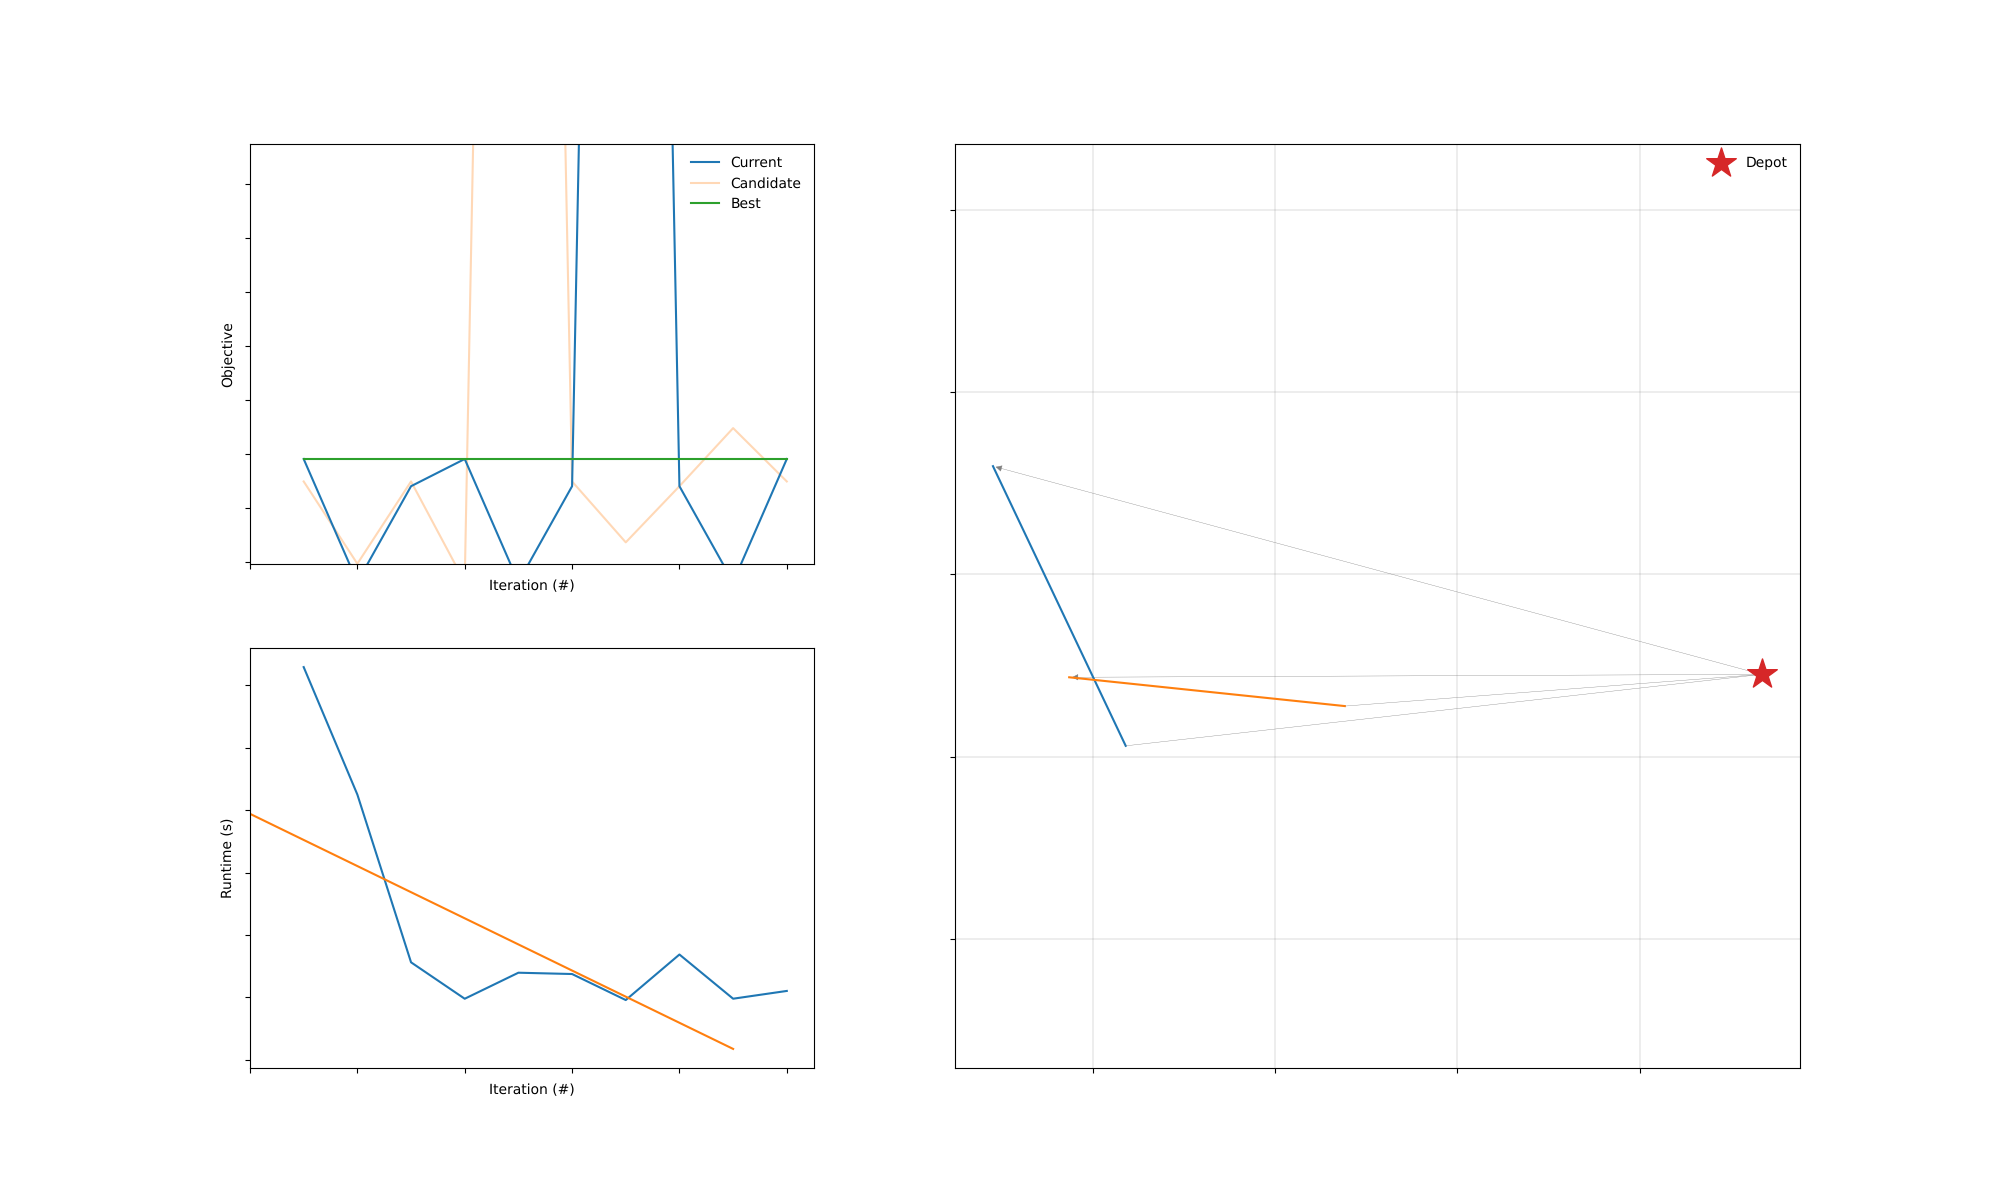 Current
Candidate
Best
Objective
Iteration (#)
Runtime (s)
Iteration (#)
Depot